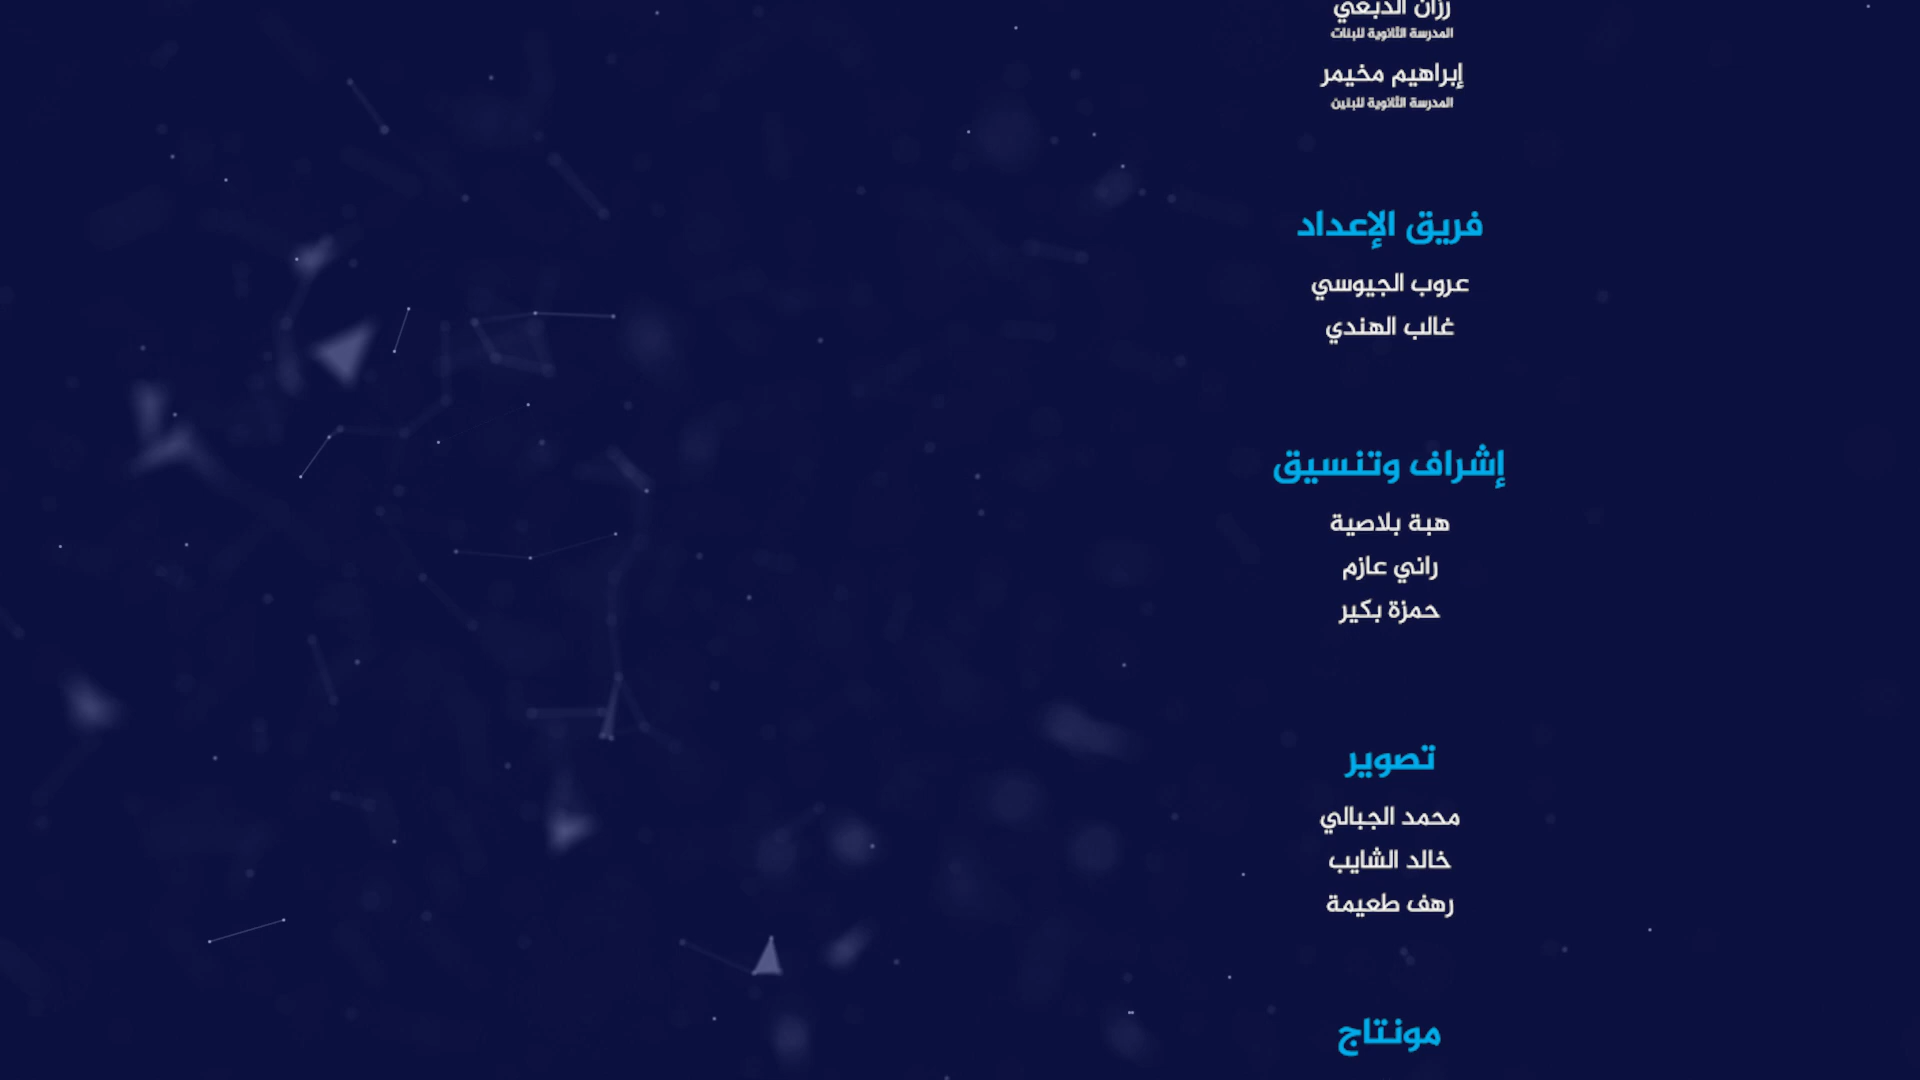 رزان الدبعي
المدرسة الثانوية للبنات
إبراهيم مخيمر
المدرسة الثانوية للبنين
فريق الإعداد
عروب الجيوسي
غالب الهندي
إشراف وتنسيق
هبة بلاصية
راني عازم
حمزة بكير
تصوير
محمد الجبالي
خالد الشايب
رهف طعيمة
مونتاج